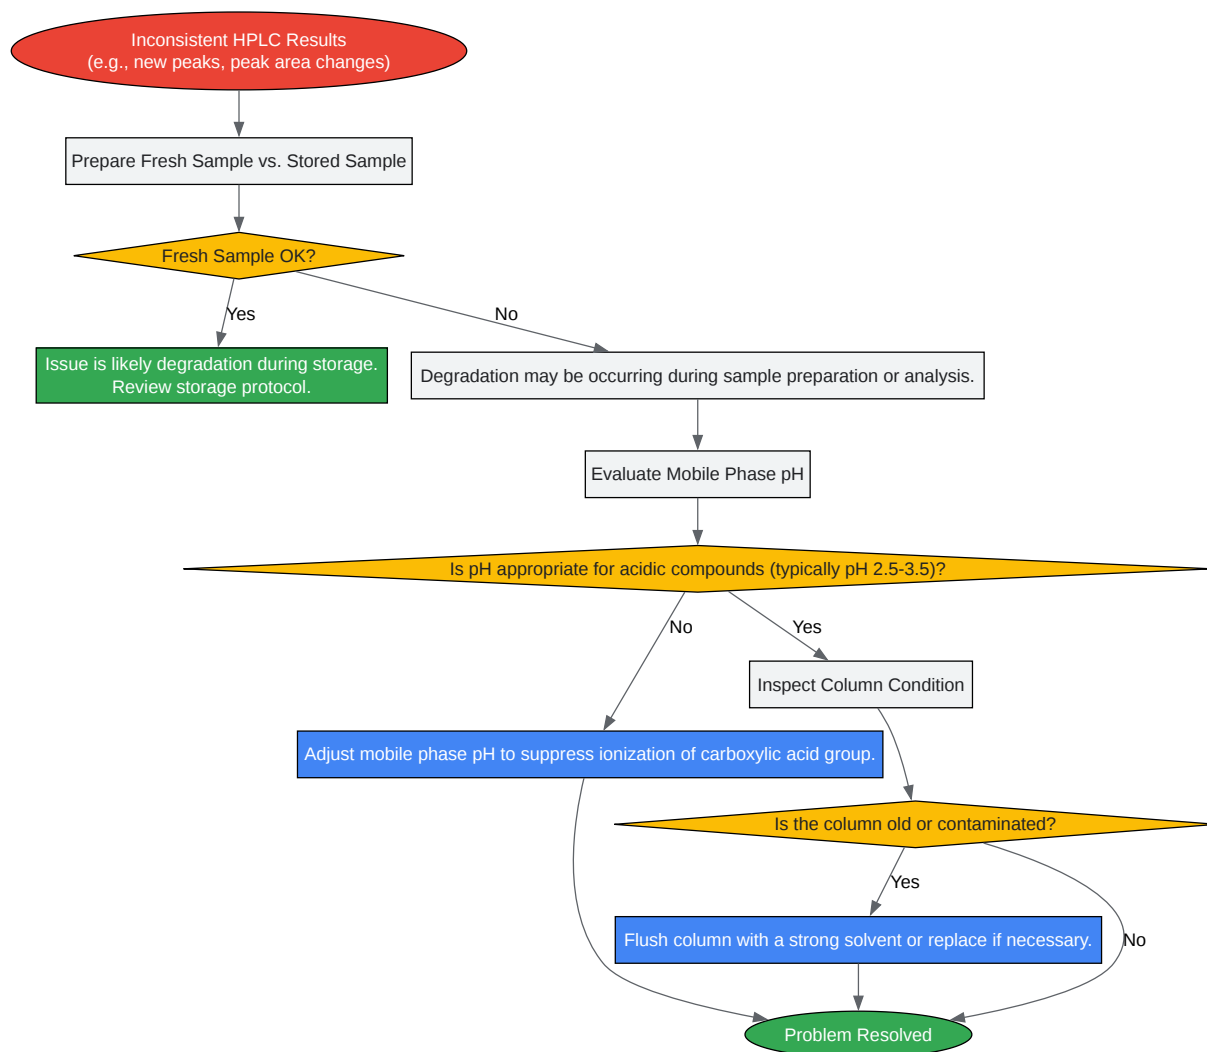 Inconsistent HPLC Results
(e.g., new peaks, peak area changes)
Prepare Fresh Sample vs. Stored Sample
Fresh Sample OK?
Yes
No
Issue is likely degradation during storage.
Review storage protocol.
Degradation may be occurring during sample preparation or analysis.
Evaluate Mobile Phase pH
Is pH appropriate for acidic compounds (typically pH 2.5-3.5)?
No
Yes
Inspect Column Condition
Adjust mobile phase pH to suppress ionization of carboxylic acid group.
Is the column old or contaminated?
Yes
Flush column with a strong solvent or replace if necessary.
No
Problem Resolved